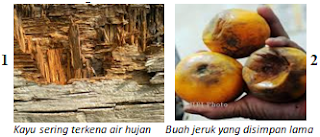 1
2
Kayu sering terkena air hujan
Buah jeruk yang disimpan lama